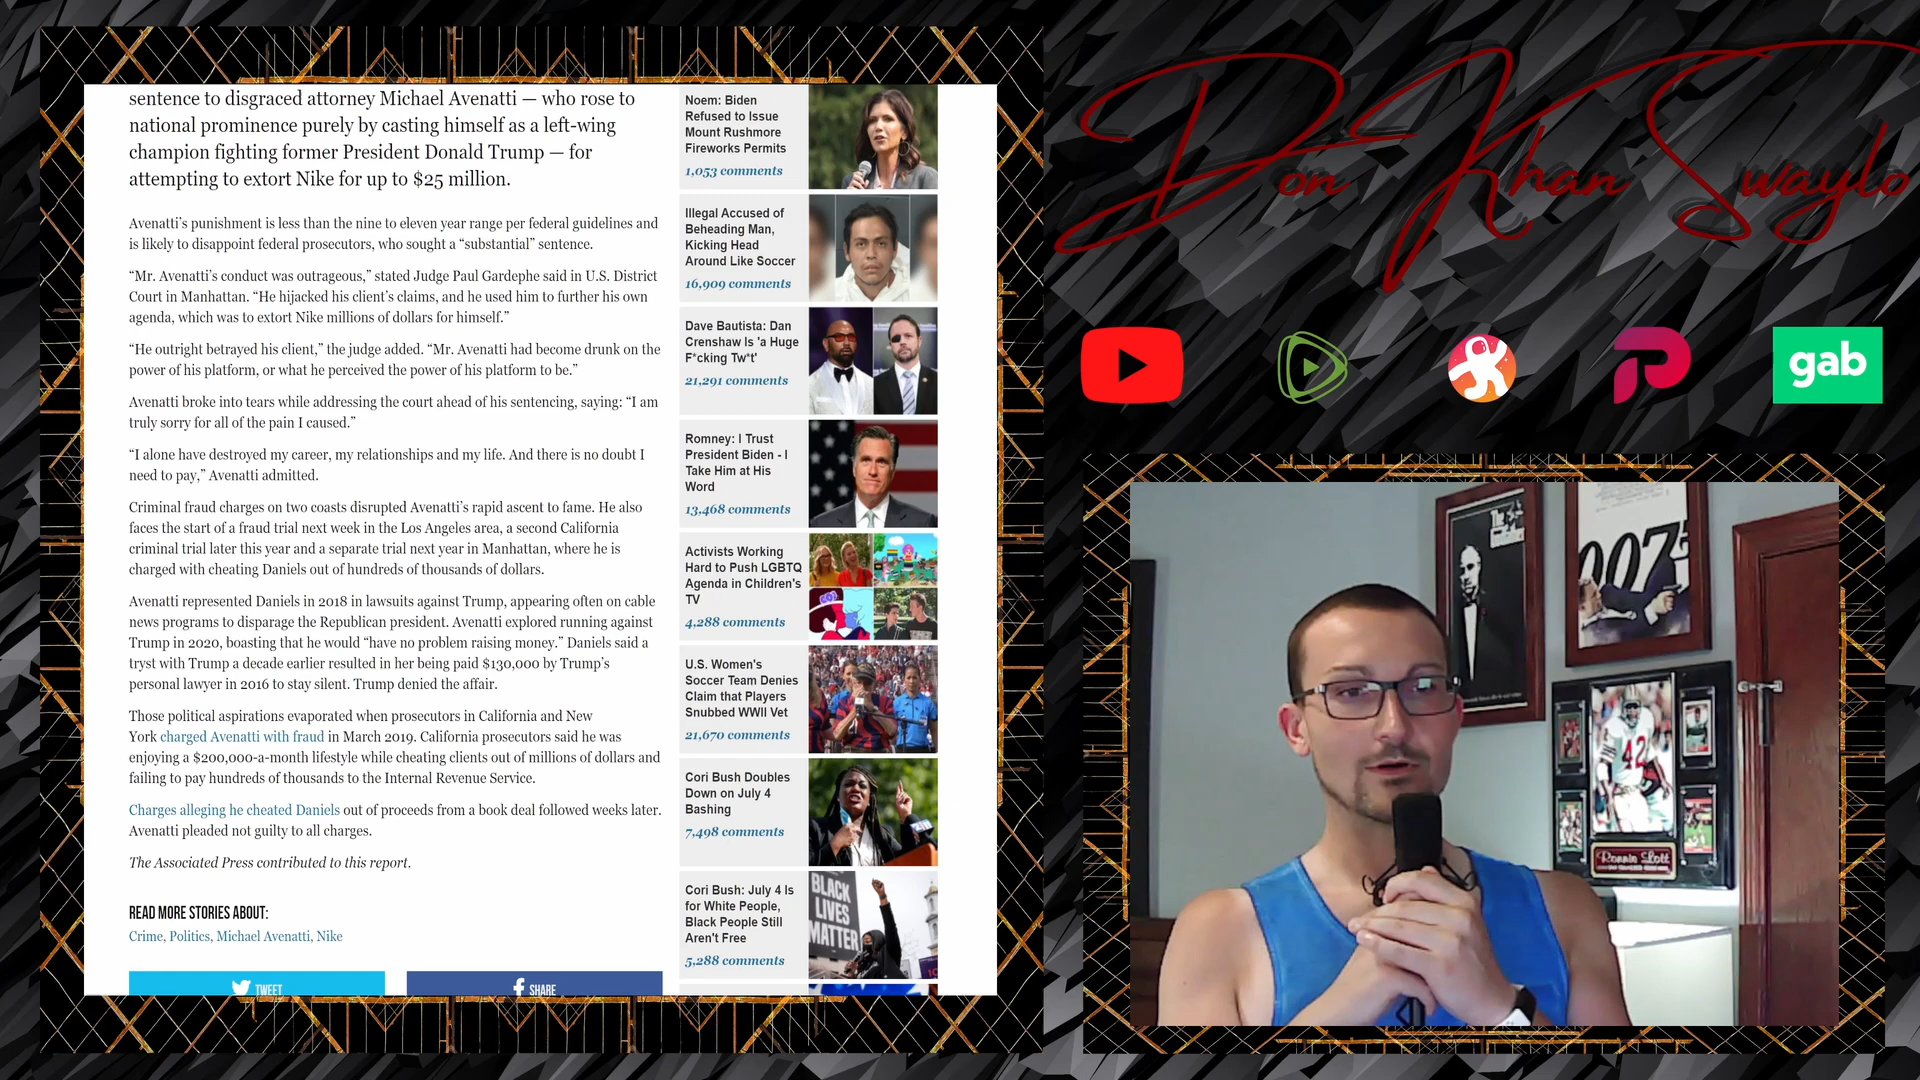 sentence to disgraced attorney Michael Avenatti — who rose to
national prominence purely by casting himself as a left-wing
champion fighting former President Donald Trump — for
attempting to extort Nike for up to $25 million.
Avenatti’s punishment is less than the nine to eleven year range per federal guidelines and
is likely to disappoint federal prosecutors, who sought a “substantial” sentence.
“Mr. Avenatti’s conduct was outrageous,” stated Judge Paul Gardephe said in U.S. District
Court in Manhattan. “He hijacked his client’s claims, and he used him to further his own
agenda, which was to extort Nike millions of dollars for himself.”
“He outright betrayed his client,” the judge added. “Mr. Avenatti had become drunk on the
power of his platform, or what he perceived the power of his platform to be.”
Avenatti broke into tears while addressing the court ahead of his sentencing, saying: “I am
truly sorry for all of the pain I caused.”
“I alone have destroyed my career, my relationships and my life. And there is no doubt I
need to pay,” Avenatti admitted.
Criminal fraud charges on two coasts disrupted Avenatti’s rapid ascent to fame. He also
faces the start of a fraud trial next week in the Los Angeles area, a second California
criminal trial later this year and a separate trial next year in Manhattan, where he is
charged with cheating Daniels out of hundreds of thousands of dollars.
Avenatti represented Daniels in 2018 in lawsuits against Trump, appearing often on cable
news programs to disparage the Republican president. Avenatti explored running against
Trump in 2020, boasting that he would “have no problem raising money.” Daniels said a
tryst with Trump a decade earlier resulted in her being paid $130,000 by Trump’s
personal lawyer in 2016 to stay silent. Trump denied the affair.
Those political aspirations evaporated when prosecutors in California and New
York charged Avenatti with fraud in March 2019. California prosecutors said he was
enjoying a $200,000-a-month lifestyle while cheating clients out of millions of dollars and
failing to pay hundreds of thousands to the Internal Revenue Service.
Charges alleging he cheated Daniels out of proceeds from a book deal followed weeks later.
Avenatti pleaded not guilty to all charges.
The Associated Press contributed to this report.
READ MORE STORIES ABOUT:
Crime, Politics, Michael Avenatti, Nike
TWEET
SHARE
Noem: Biden
Refused to Issue
Mount Rushmore
Fireworks Permits
1,053 comments
Illegal Accused of
Beheading Man,
Kicking Head
Around Like Soccer
16,909 comments
Dave Bautista: Dan
Crenshaw Is 'a Huge
F*cking Tw*t'
21,291 comments
Romney: I Trust
President Biden - I
Take Him at His
Word
13,468 comments
Activists Working
Hard to Push LGBTQ
Agenda in Children's
TV
4,288 comments
U.S. Women's
Soccer Team Denies
Claim that Players
Snubbed WWII Vet
21,670 comments
Cori Bush Doubles
Down on July 4
Bashing
7,498 comments
Cori Bush: July 4 Is
for White People,
Black People Still
Aren't Free
5,288 comments
BLACK
LIVES
MATTER
Don Khan Swaylo
gab
The
007
42
Ronnie Lott